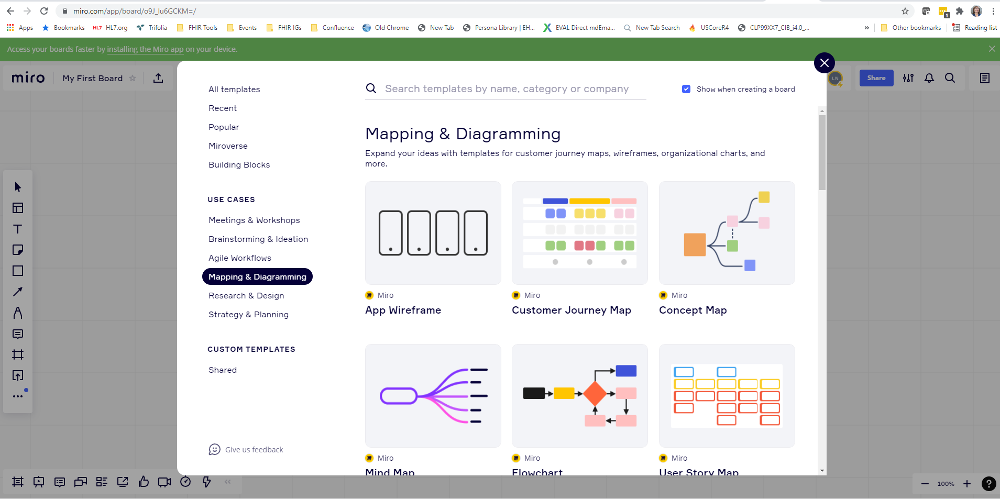 miro.com/app/board/o9J_lu6GCKM=/
1
Apps Bookmarks HL7 HL7.org Trifolia FHIR Tools Events FHIR IGs Confluence Old Chrome New Tab Persona Library | EH... EVAL Direct mdEma... New Tab Search USCoreR4 CLP99XX7_CIB_i4.0_... » Other bookmarks Reading list
Access your boards faster by installing the Miro app on your device.
miro My First Board LN Share
All templates
Recent
Popular
Miroverse
Building Blocks
USE CASES
Meetings & Workshops
Brainstorming & Ideation
Agile Workflows
Mapping & Diagramming
Research & Design
Strategy & Planning
CUSTOM TEMPLATES
Shared
Give us feedback
Search templates by name, category or company
Show when creating a board
Mapping & Diagramming
Expand your ideas with templates for customer journey maps, wireframes, organizational charts, and
more.
Miro
App Wireframe
Miro
Customer Journey Map
Miro
Concept Map
Miro
Mind Map
Miro
Flowchart
Miro
User Story Map
100%
?